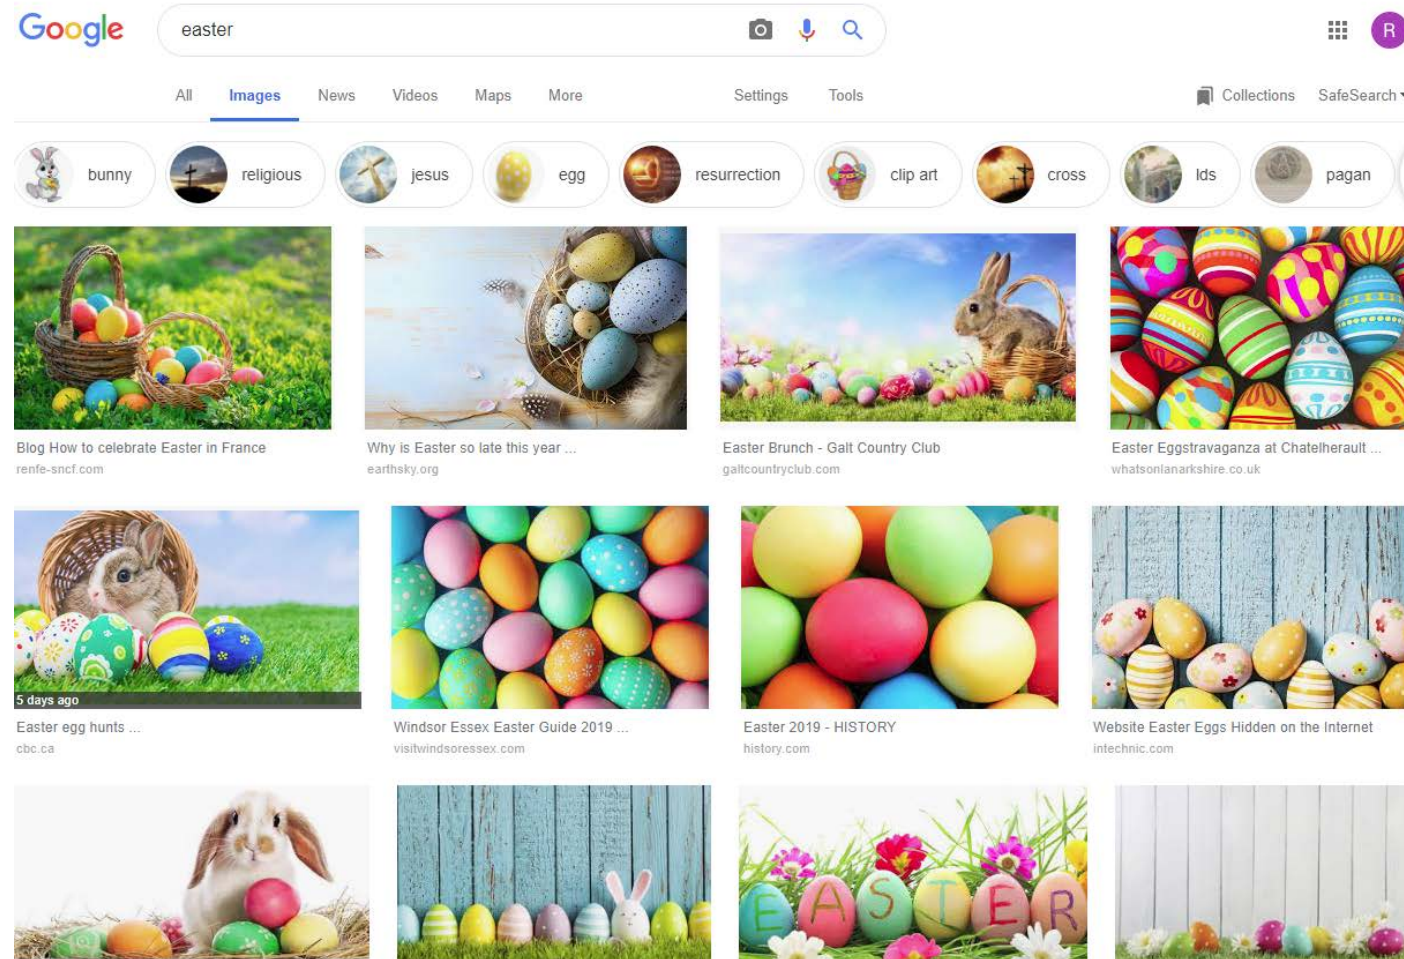 Google
easter
R
All Images News Videos Maps More Settings Tools Collections SafeSearch
bunny religious jesus egg resurrection clip art cross lds pagan
Blog How to celebrate Easter in France
renfe-sncf.com
Why is Easter so late this year ...
earthsky.org
Easter Brunch - Galt Country Club
galtcountryclub.com
Easter Eggstravaganza at Chatelherault ...
whatsonlanarkshire.co.uk
5 days ago
Easter egg hunts ...
cbc.ca
Windsor Essex Easter Guide 2019 ...
visitwindsoressex.com
Easter 2019 - HISTORY
history.com
Website Easter Eggs Hidden on the Internet
intechnic.com
EASTER